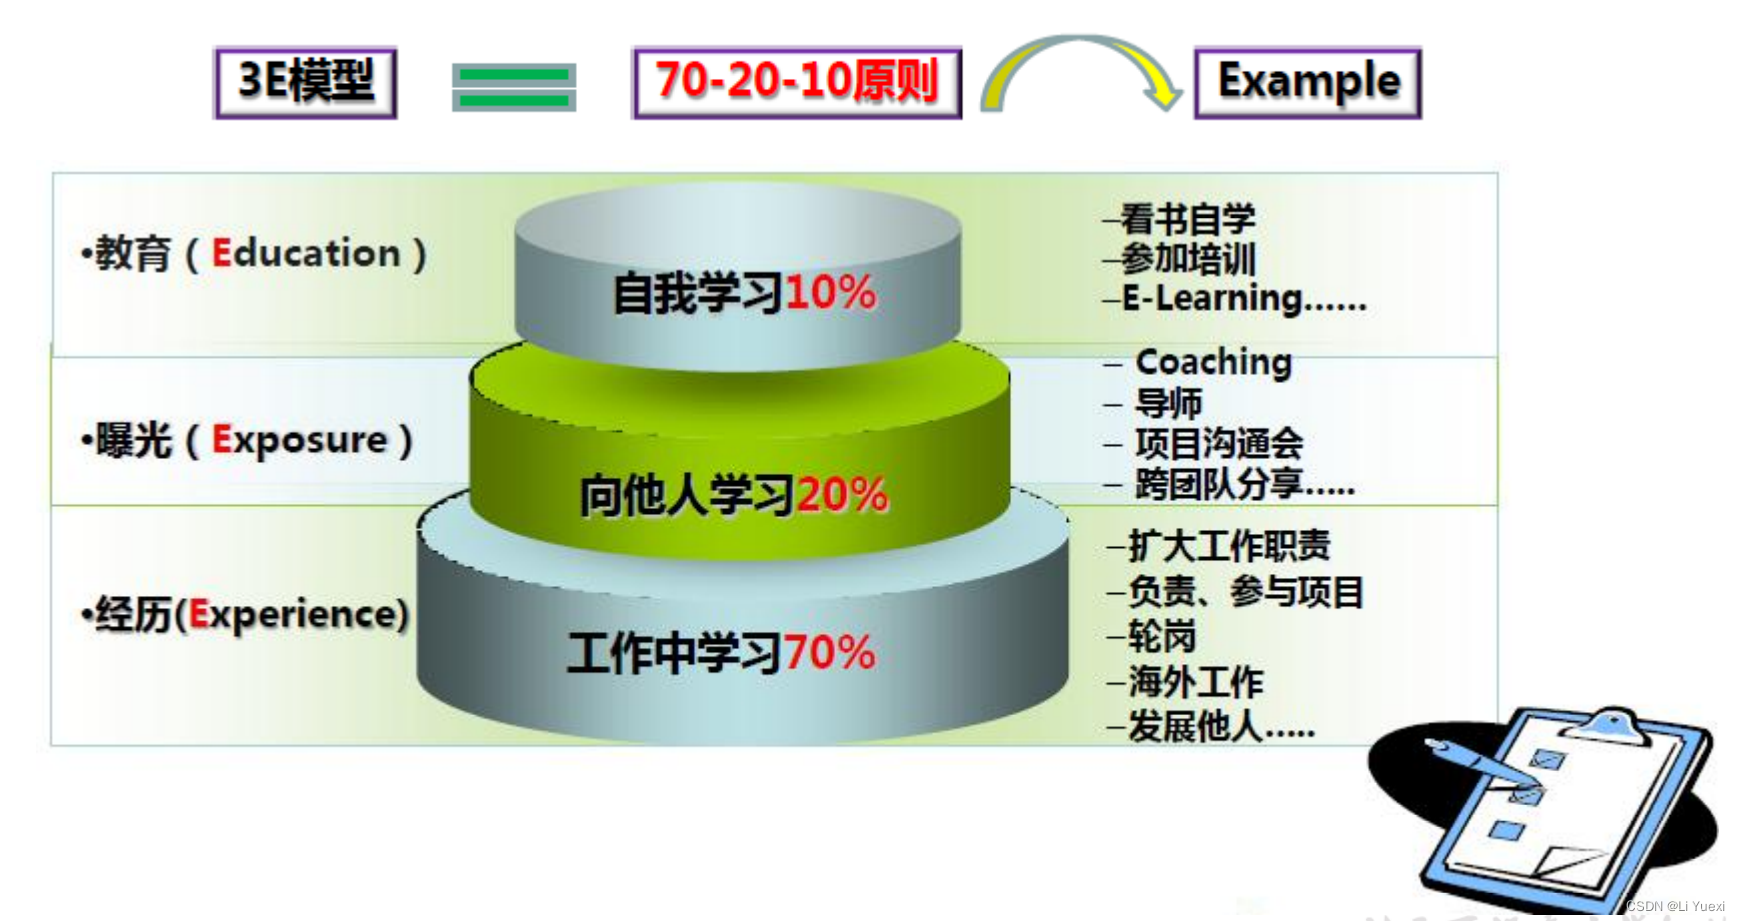 3E模型
70-20-10原则
Example
•教育（Education）
自我学习10%
–看书自学
–参加培训
–E-Learning......
•曝光（Exposure）
向他人学习20%
– Coaching
– 导师
– 项目沟通会
– 跨团队分享.....
•经历(Experience)
工作中学习70%
–扩大工作职责
–负责、参与项目
–轮岗
–海外工作
–发展他人.....
CSDN @Li Yuexi